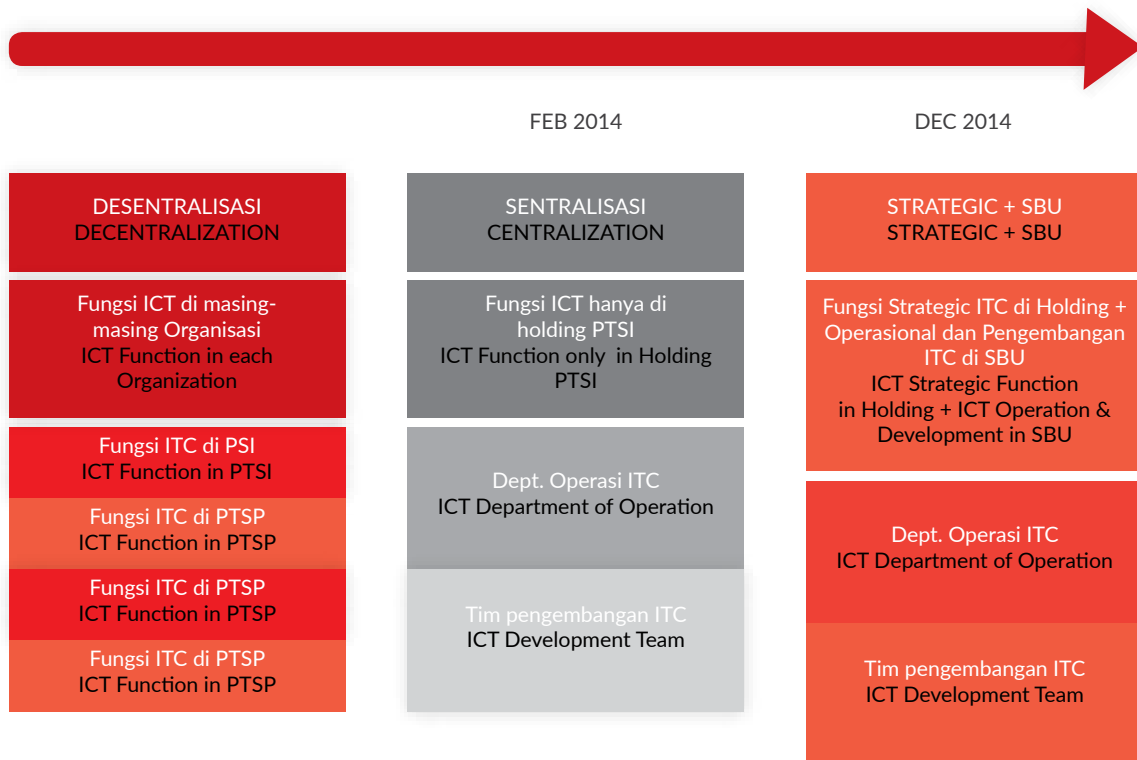 FEB 2014
DEC 2014
DESENTRALISASI
DECENTRALIZATION
Fungsi ICT di masing-
masing Organisasi
ICT Function in each
Organization
Fungsi ITC di PSI
ICT Function in PTSI
Fungsi ITC di PTSP
ICT Function in PTSP
Fungsi ITC di PTSP
ICT Function in PTSP
Fungsi ITC di PTSP
ICT Function in PTSP
SENTRALISASI
CENTRALIZATION
Fungsi ICT hanya di
holding PTSI
ICT Function only in Holding
PTSI
Dept. Operasi ITC
ICT Department of Operation
Tim pengembangan ITC
ICT Development Team
STRATEGIC + SBU
STRATEGIC + SBU
Fungsi Strategic ITC di Holding +
Operasional dan Pengembangan
ITC di SBU
ICT Strategic Function
in Holding + ICT Operation &
Development in SBU
Dept. Operasi ITC
ICT Department of Operation
Tim pengembangan ITC
ICT Development Team